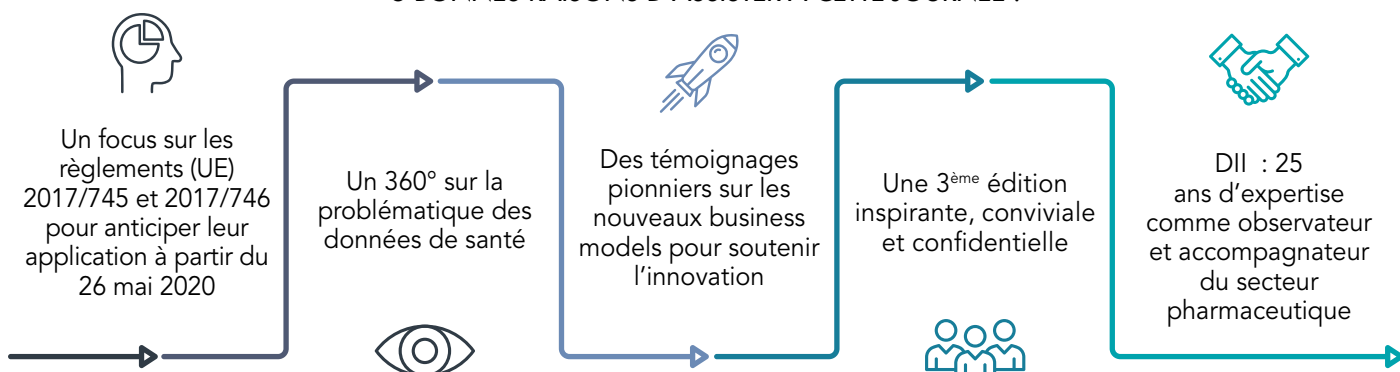 Un focus sur les
règlements (UE)
2017/745 et 2017/746
pour anticiper leur
application à partir du
26 mai 2020
Un 360° sur la
problématique des
données de santé
Des témoignages
pionniers sur les
nouveaux business
models pour soutenir
l'innovation
Une 3ème édition
inspirante, conviviale
et confidentielle
DII : 25
ans d'expertise
comme observateur
et accompagnateur
du secteur
pharmaceutique